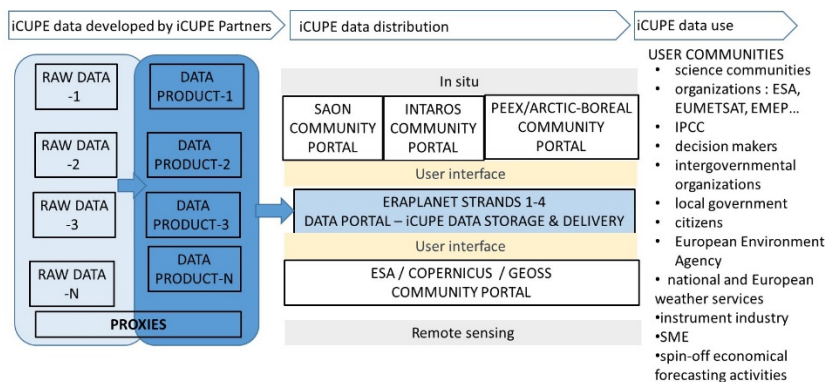 iCUPE data developed by iCUPE Partners
iCUPE data distribution
iCUPE data use
RAW DATA
-1
RAW DATA
-2
RAW DATA
-3
RAW DATA
-N
DATA
PRODUCT-1
DATA
PRODUCT-2
DATA
PRODUCT-3
DATA
PRODUCT-N
PROXIES
In situ
SAON
COMMUNITY
PORTAL
INTAROS
COMMUNITY
PORTAL
PEEX/ARCTIC-BOREAL
COMMUNITY
PORTAL
User interface
ERAPLANET STRANDS 1-4
DATA PORTAL – iCUPE DATA STORAGE & DELIVERY
User interface
ESA / COPERNICUS / GEOSS
COMMUNITY PORTAL
Remote sensing
USER COMMUNITIES
• science communities
• organizations : ESA,
EUMETSAT, EMEP...
• IPCC
• decision makers
• intergovernmental
organizations
• local government
• citizens
• European Environment
Agency
• national and European
weather services
•instrument industry
•SME
•spin-off economical
forecasting activities